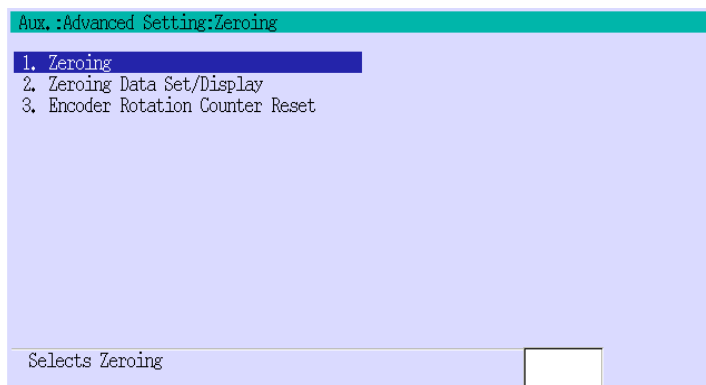 Aux.:Advanced Setting:Zeroing
1. Zeroing
2. Zeroing Data Set/Display
3. Encoder Rotation Counter Reset
Selects Zeroing